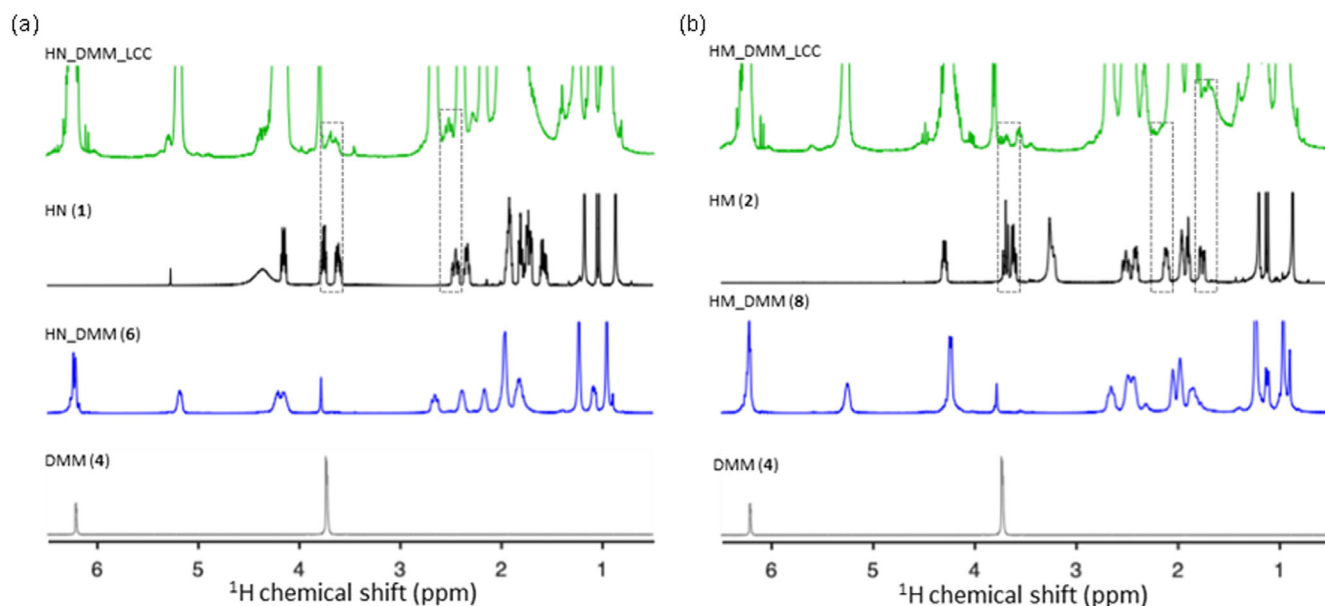 (a)
HN_DMM_LCC
HN (1)
HN_DMM (6)
DMM (4)
6 5 4 3 2 1
1H chemical shift (ppm)
(b)
HM_DMM_LCC
HM (2)
HM_DMM (8)
DMM (4)
6 5 4 3 2 1
1H chemical shift (ppm)